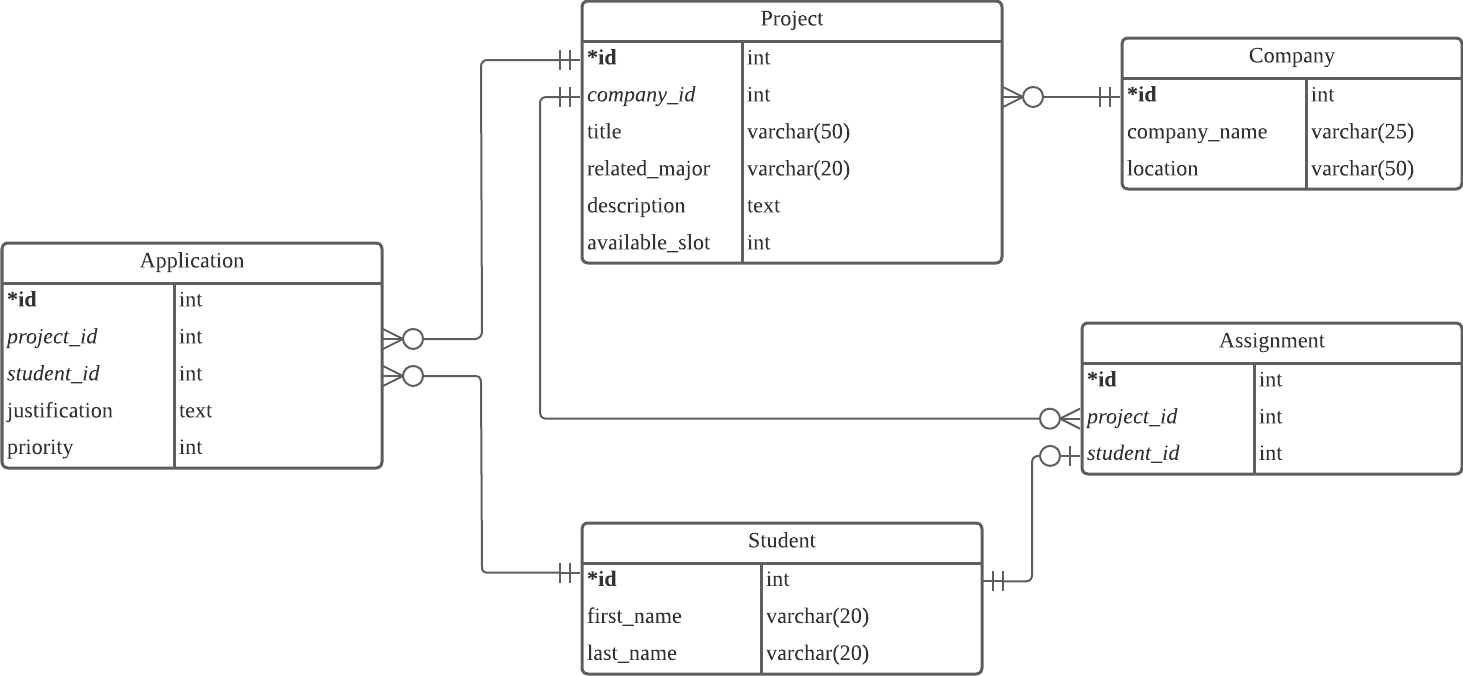 Project
*id int
company_id int
title varchar(50)
related_major varchar(20)
description text
available_slot int
Company
*id int
company_name varchar(25)
location varchar(50)
Application
*id int
project_id int
student_id int
justification text
priority int
Assignment
*id int
project_id int
student_id int
Student
*id int
first_name varchar(20)
last_name varchar(20)